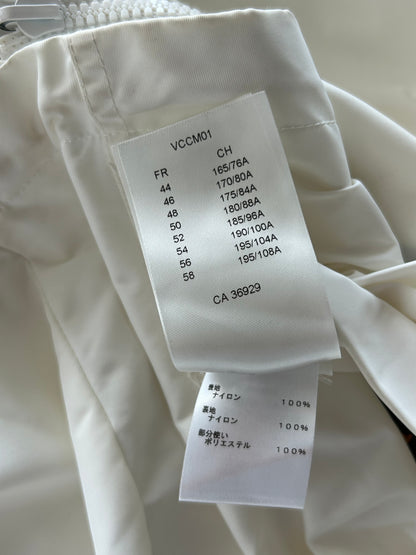 VCCM01
FR CH
44 165/76A
46 170/80A
48 175/84A
50 180/88A
52 185/96A
54 190/100A
56 195/104A
58 195/108A
CA 36929
表地
ナイロン 100%
裏地
ナイロン 100%
部分使い
ポリエステル 100%